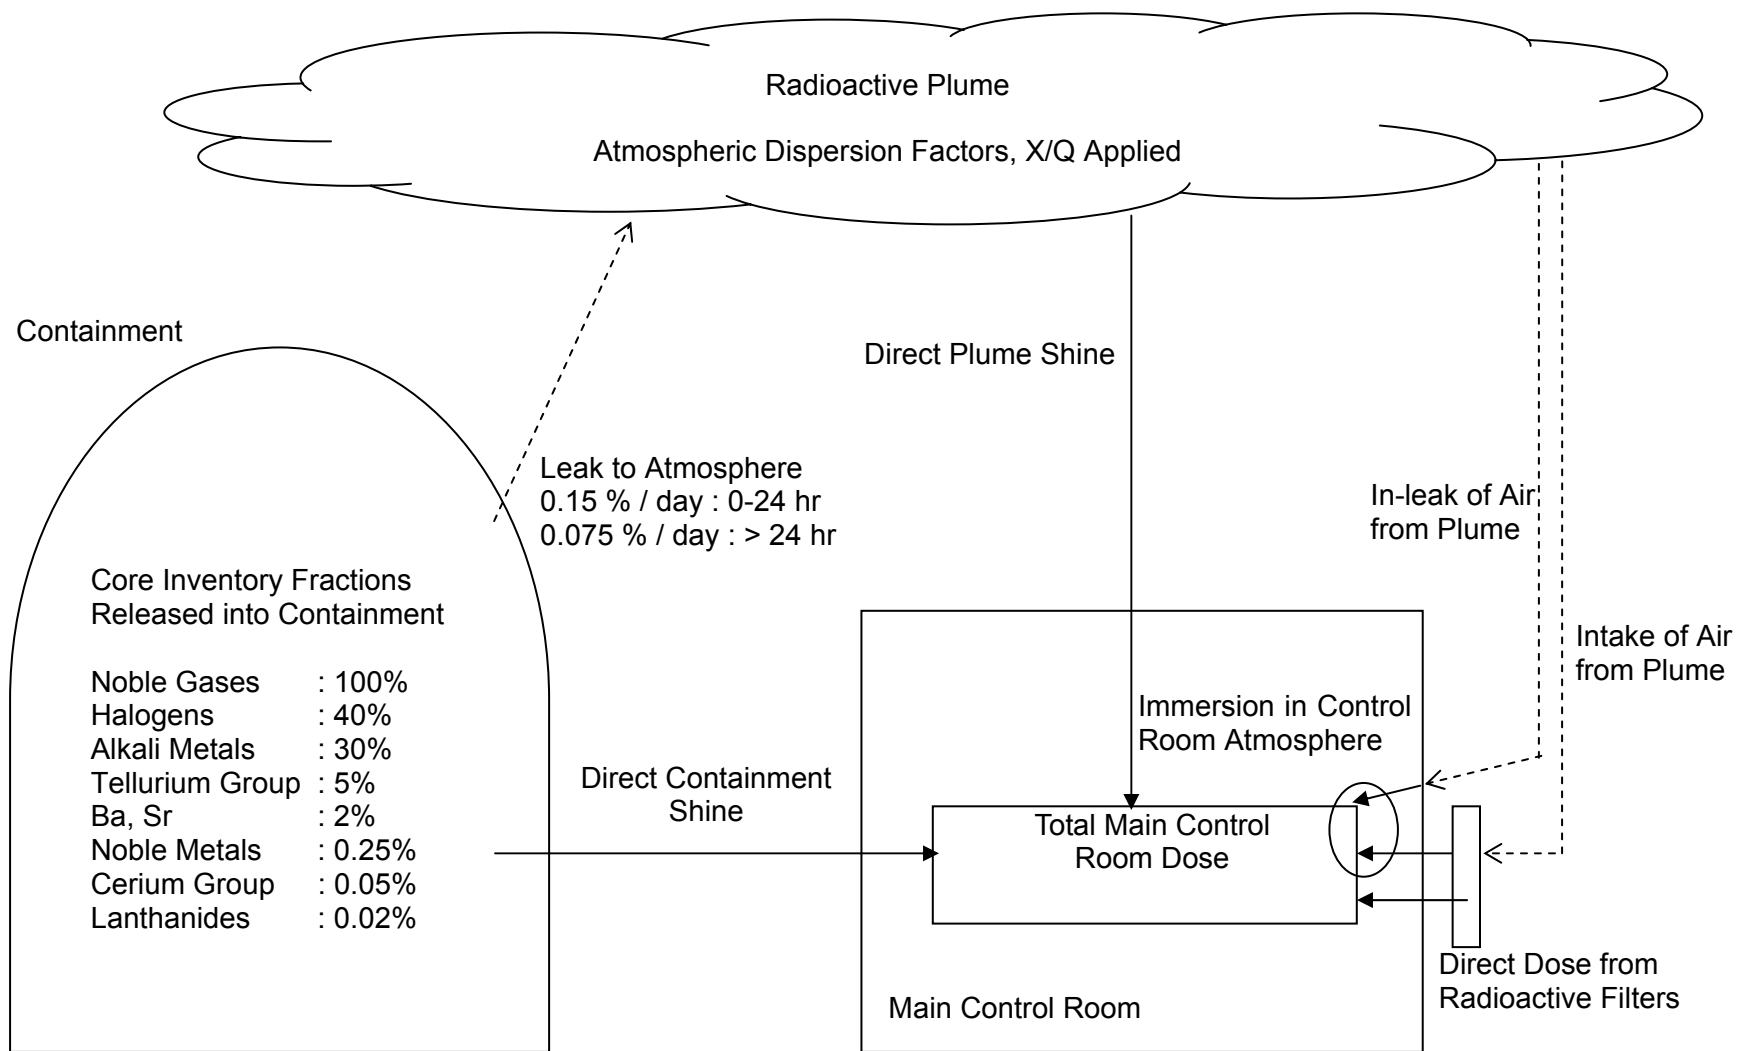 Radioactive Plume
Atmospheric Dispersion Factors, X/Q Applied
Containment
Direct Plume Shine
Leak to Atmosphere
0.15 % / day : 0-24 hr
0.075 % / day : > 24 hr
In-leak of Air
from Plume
Intake of Air
from Plume
Core Inventory Fractions
Released into Containment
Noble Gases : 100%
Halogens : 40%
Alkali Metals : 30%
Tellurium Group : 5%
Ba, Sr : 2%
Noble Metals : 0.25%
Cerium Group : 0.05%
Lanthanides : 0.02%
Direct Containment
Shine
Immersion in Control
Room Atmosphere
Total Main Control
Room Dose
Direct Dose from
Radioactive Filters
Main Control Room